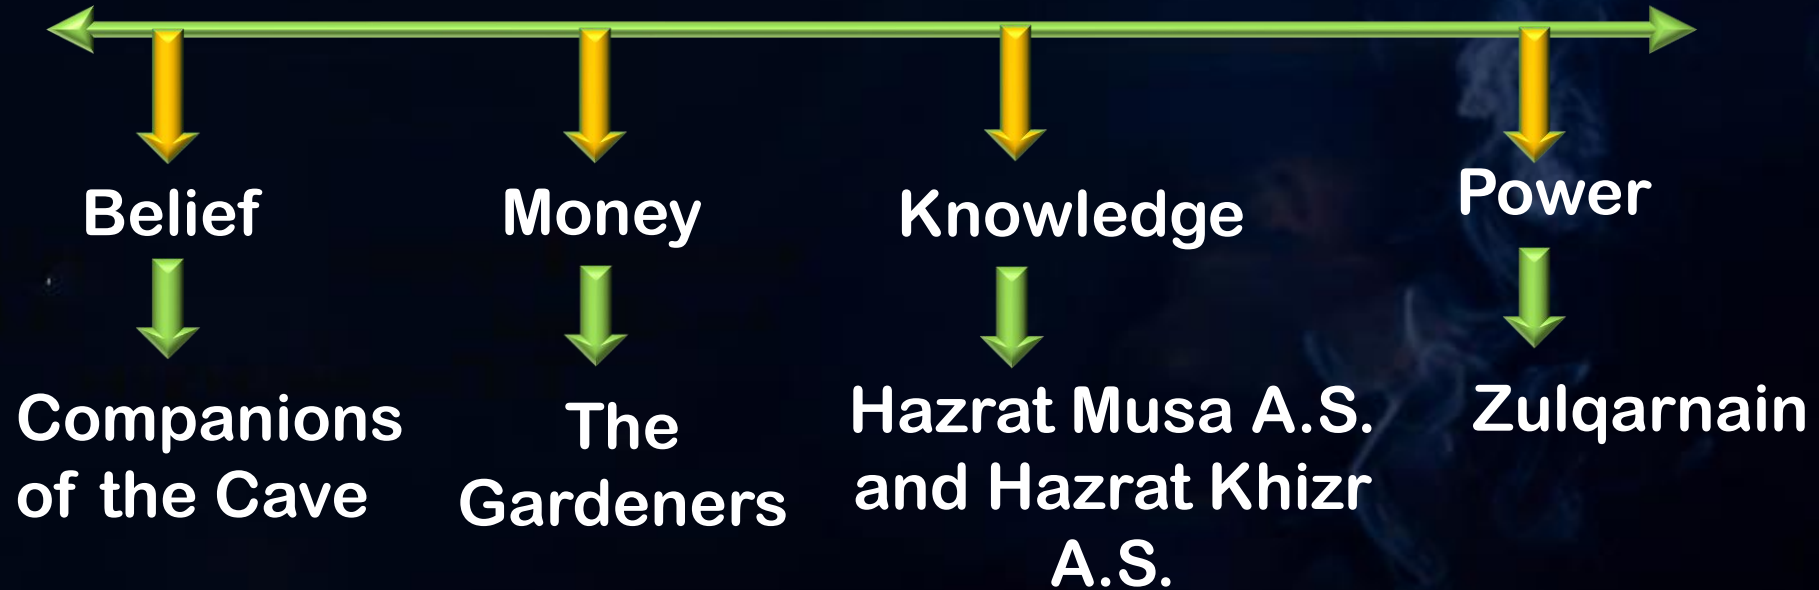 Belief
Money
Knowledge
Power
Companions
of the Cave
The
Gardeners
Hazrat Musa A.S.
and Hazrat Khizr
A.S.
Zulqarnain